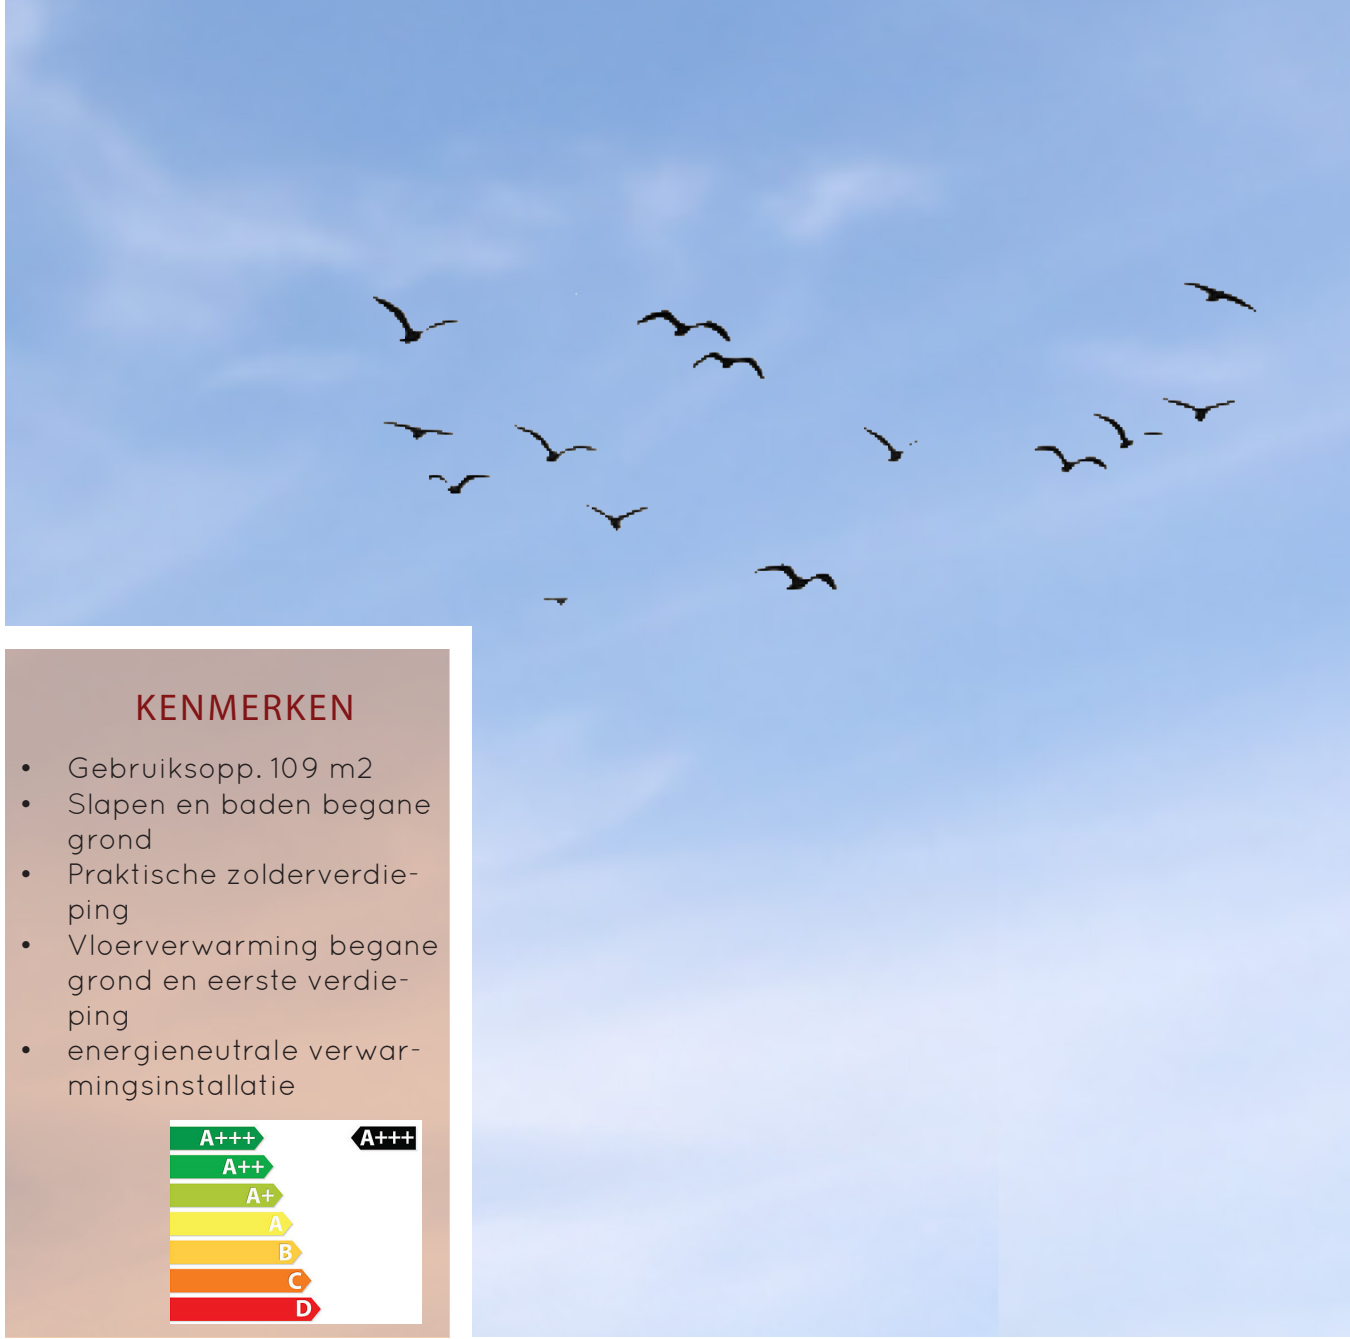 KENMERKEN
• Gebruiksopp. 109 m2
• Slapen en baden begane
grond
• Praktische zolderverdie-
ping
• Vloerverwarming begane
grond en eerste verdie-
ping
• energieneutrale verwar-
mingsinstallatie
A+++ A+++
A++
A+
A
B
C
D